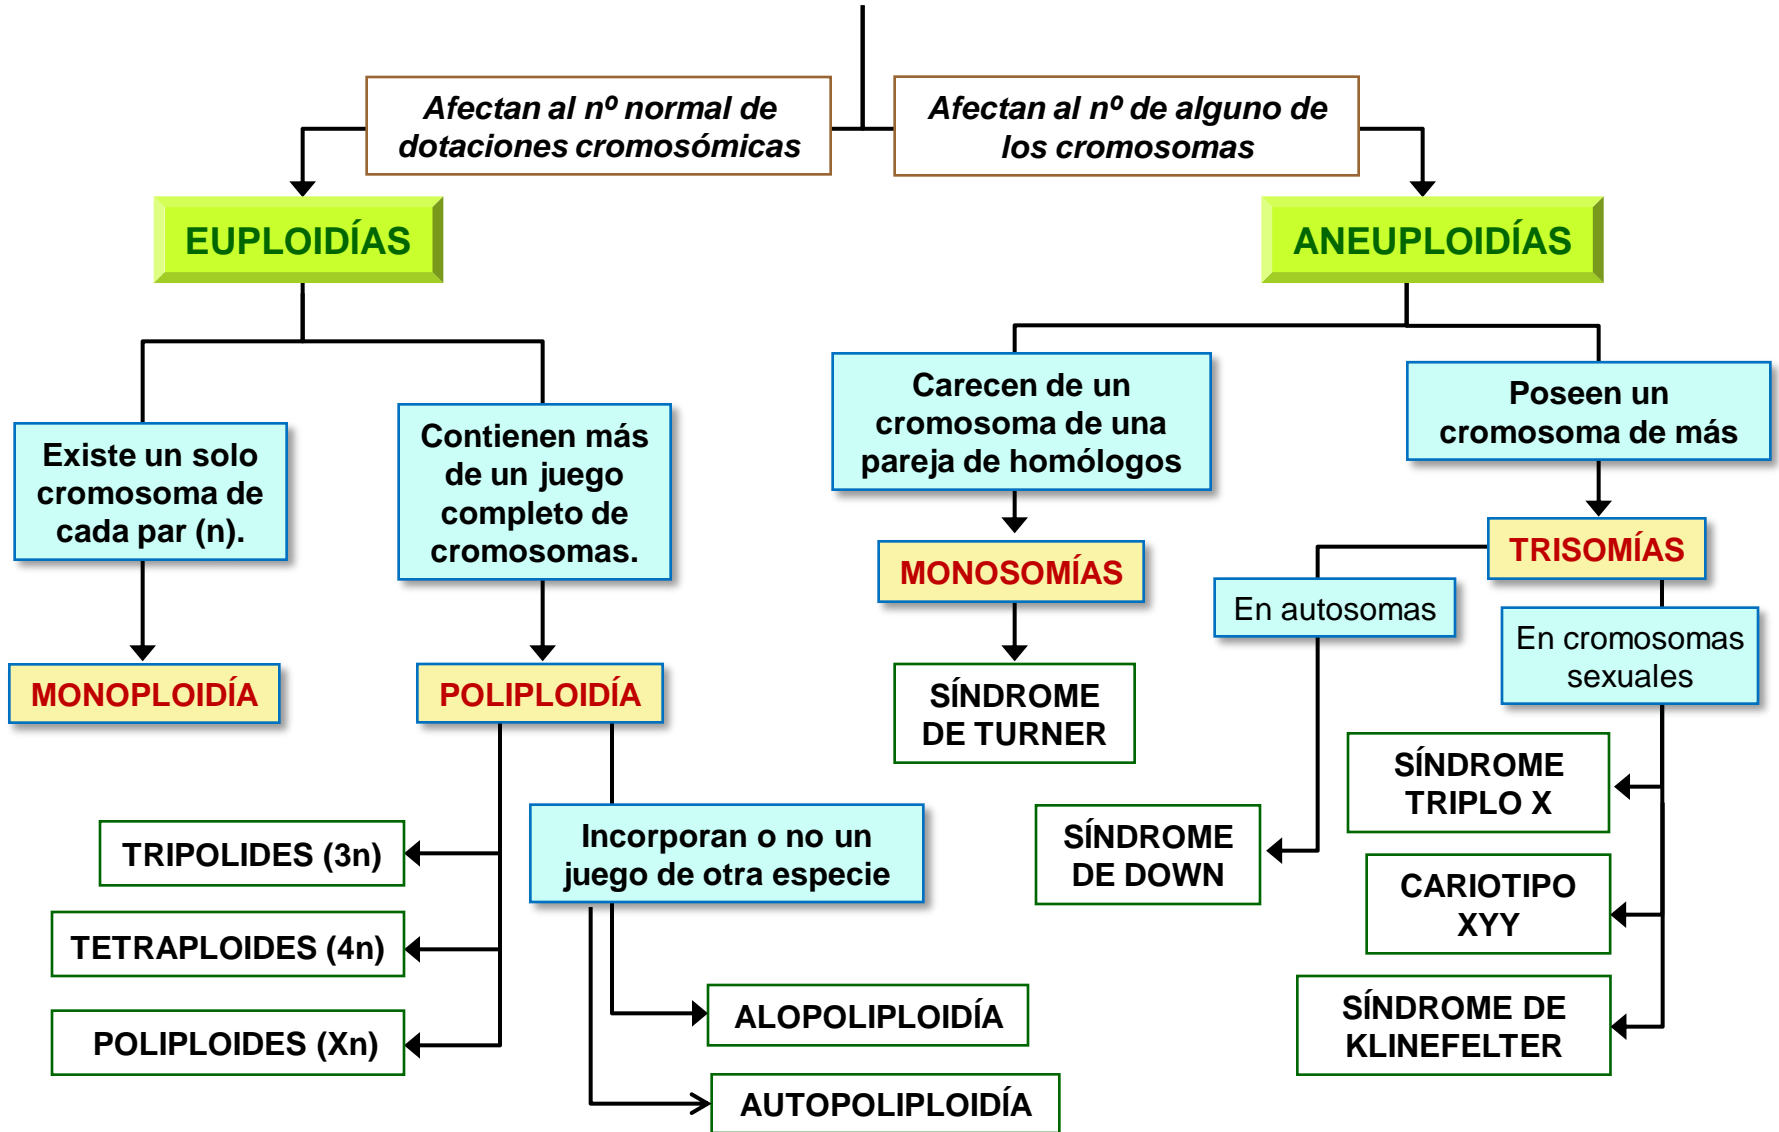 Afectan al nº normal de
dotaciones cromosómicas
Afectan al nº de alguno de
los cromosomas
EUPLOIDÍAS
ANEUPLOIDÍAS
Existe un solo
cromosoma de
cada par (n).
Contienen más
de un juego
completo de
cromosomas.
Carecen de un
cromosoma de una
pareja de homólogos
Poseen un
cromosoma de más
MONOPLOIDÍA
POLIPLOIDÍA
MONOSOMÍAS
TRISOMÍAS
En autosomas
En cromosomas
sexuales
SÍNDROME
DE TURNER
TRIPOLIDES (3n)
TETRAPLOIDES (4n)
POLIPLOIDES (Xn)
Incorporan o no un
juego de otra especie
ALOPOLIPLOIDÍA
AUTOPOLIPLOIDÍA
SÍNDROME
DE DOWN
SÍNDROME
TRIPLO X
CARIOTIPO
XYY
SÍNDROME DE
KLINEFELTER